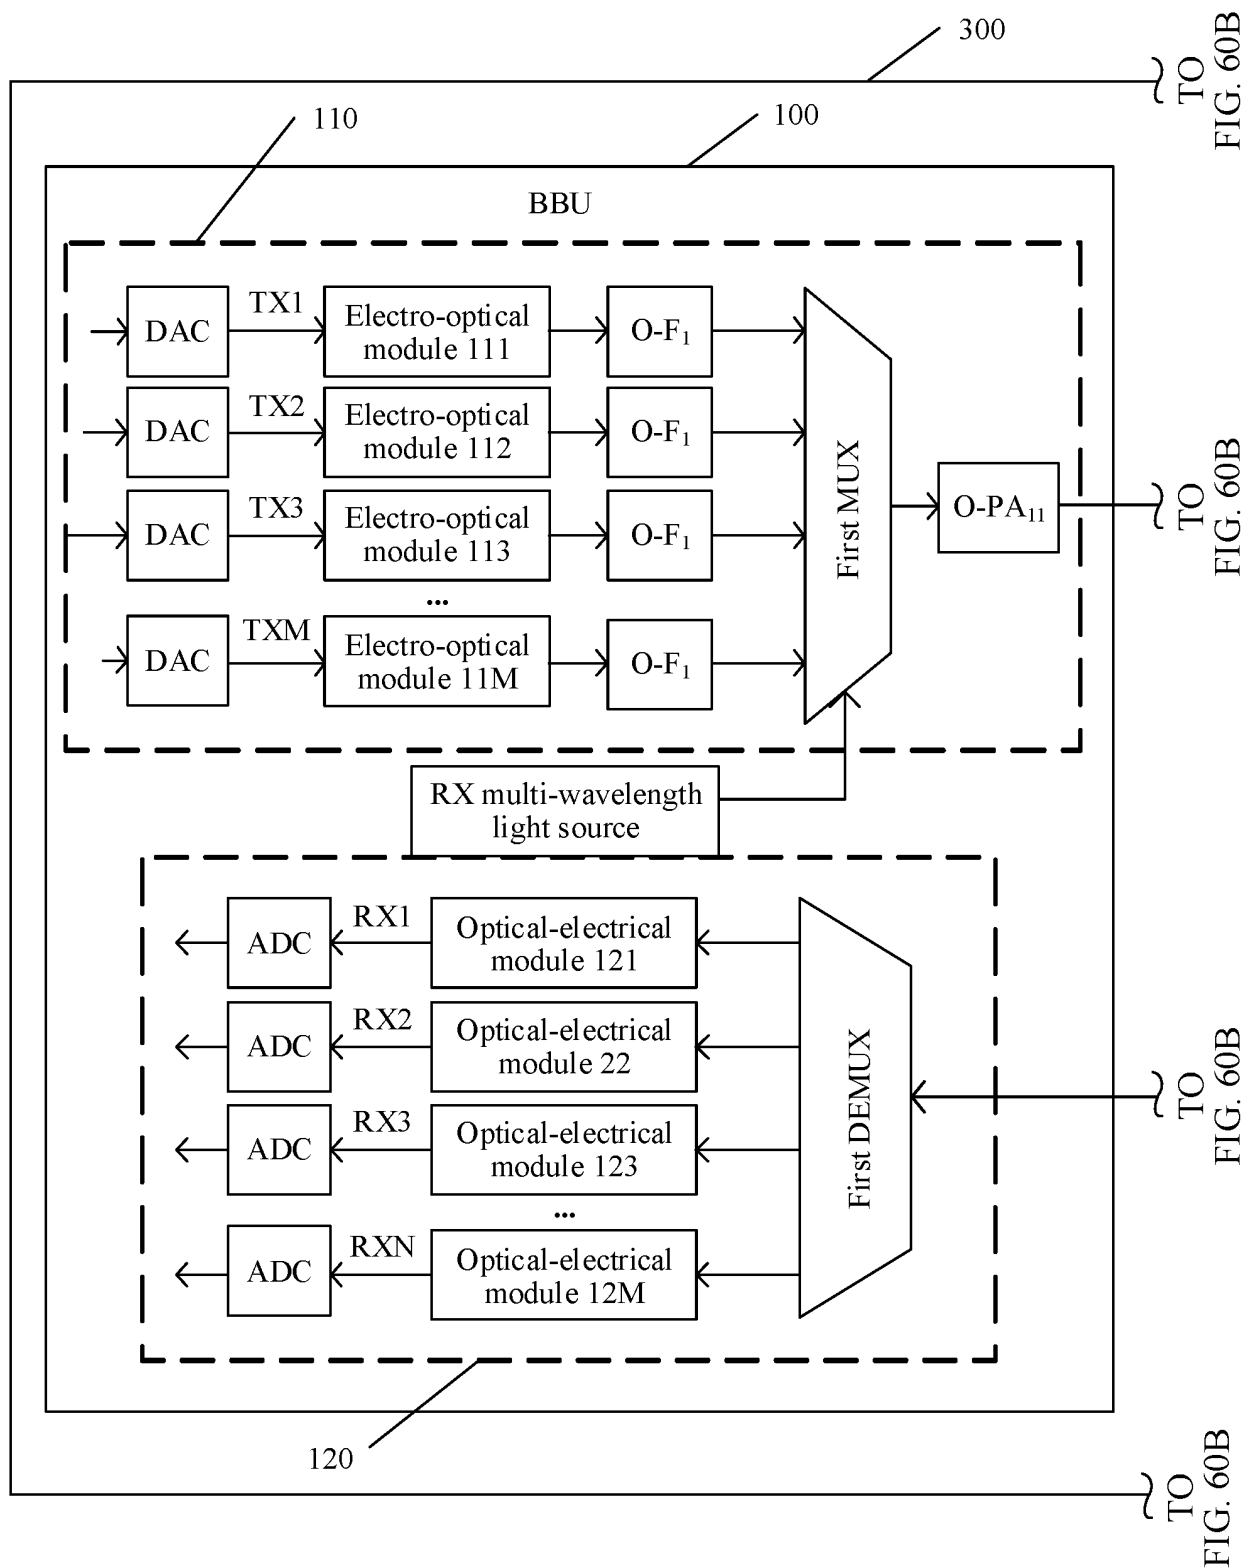 300
TO
FIG. 60B
110
100
BBU
DAC
TX1
Electro-optical
module 111
O-F₁
DAC
TX2
Electro-optical
module 112
O-F₁
DAC
TX3
Electro-optical
module 113
O-F₁
...
DAC
TXM
Electro-optical
module 11M
O-F₁
First MUX
O-PA₁₁
TO
FIG. 60B
RX multi-wavelength
light source
ADC
RX1
Optical-electrical
module 121
ADC
RX2
Optical-electrical
module 22
ADC
RX3
Optical-electrical
module 123
...
ADC
RXN
Optical-electrical
module 12M
First DEMUX
TO
FIG. 60B
120
TO
FIG. 60B